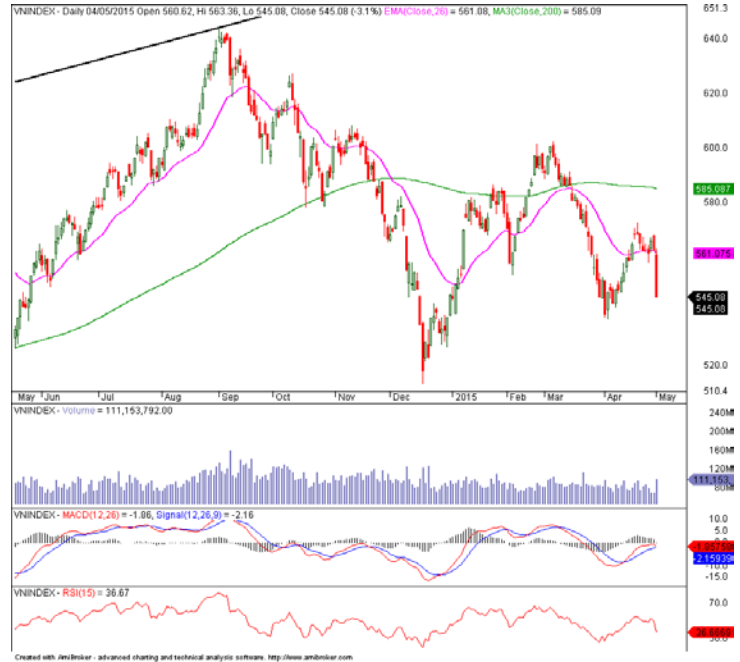 VNINDEX - Daily 04/05/2015 Open 560.62, Hi 563.36, Lo 545.08, Close 545.08 (-3.1%) EMA(Close,26) = 561.08, MA3(Close,200) = 585.09
651.3
640.0
620.0
600.0
585.087
580.00
561.075
545.08
545.08
520.0
510.4
May Jun Jul Aug Sep Oct Nov Dec 2015 Feb Mar Apr May
VNINDEX - Volume = 111,153,792.00
240M
200M
160M
120M
111,153,
80M
VNINDEX - MACD(12,26) = -1.86, Signal(12,26,9) = -2.16
10.0
5.0
-2.15939
-10.0
-15.0
VNINDEX - RSI(15) = 36.67
70.0
30.0
Created with AmiBroker - advanced charting and technical analysis software. http://www.amibroker.com